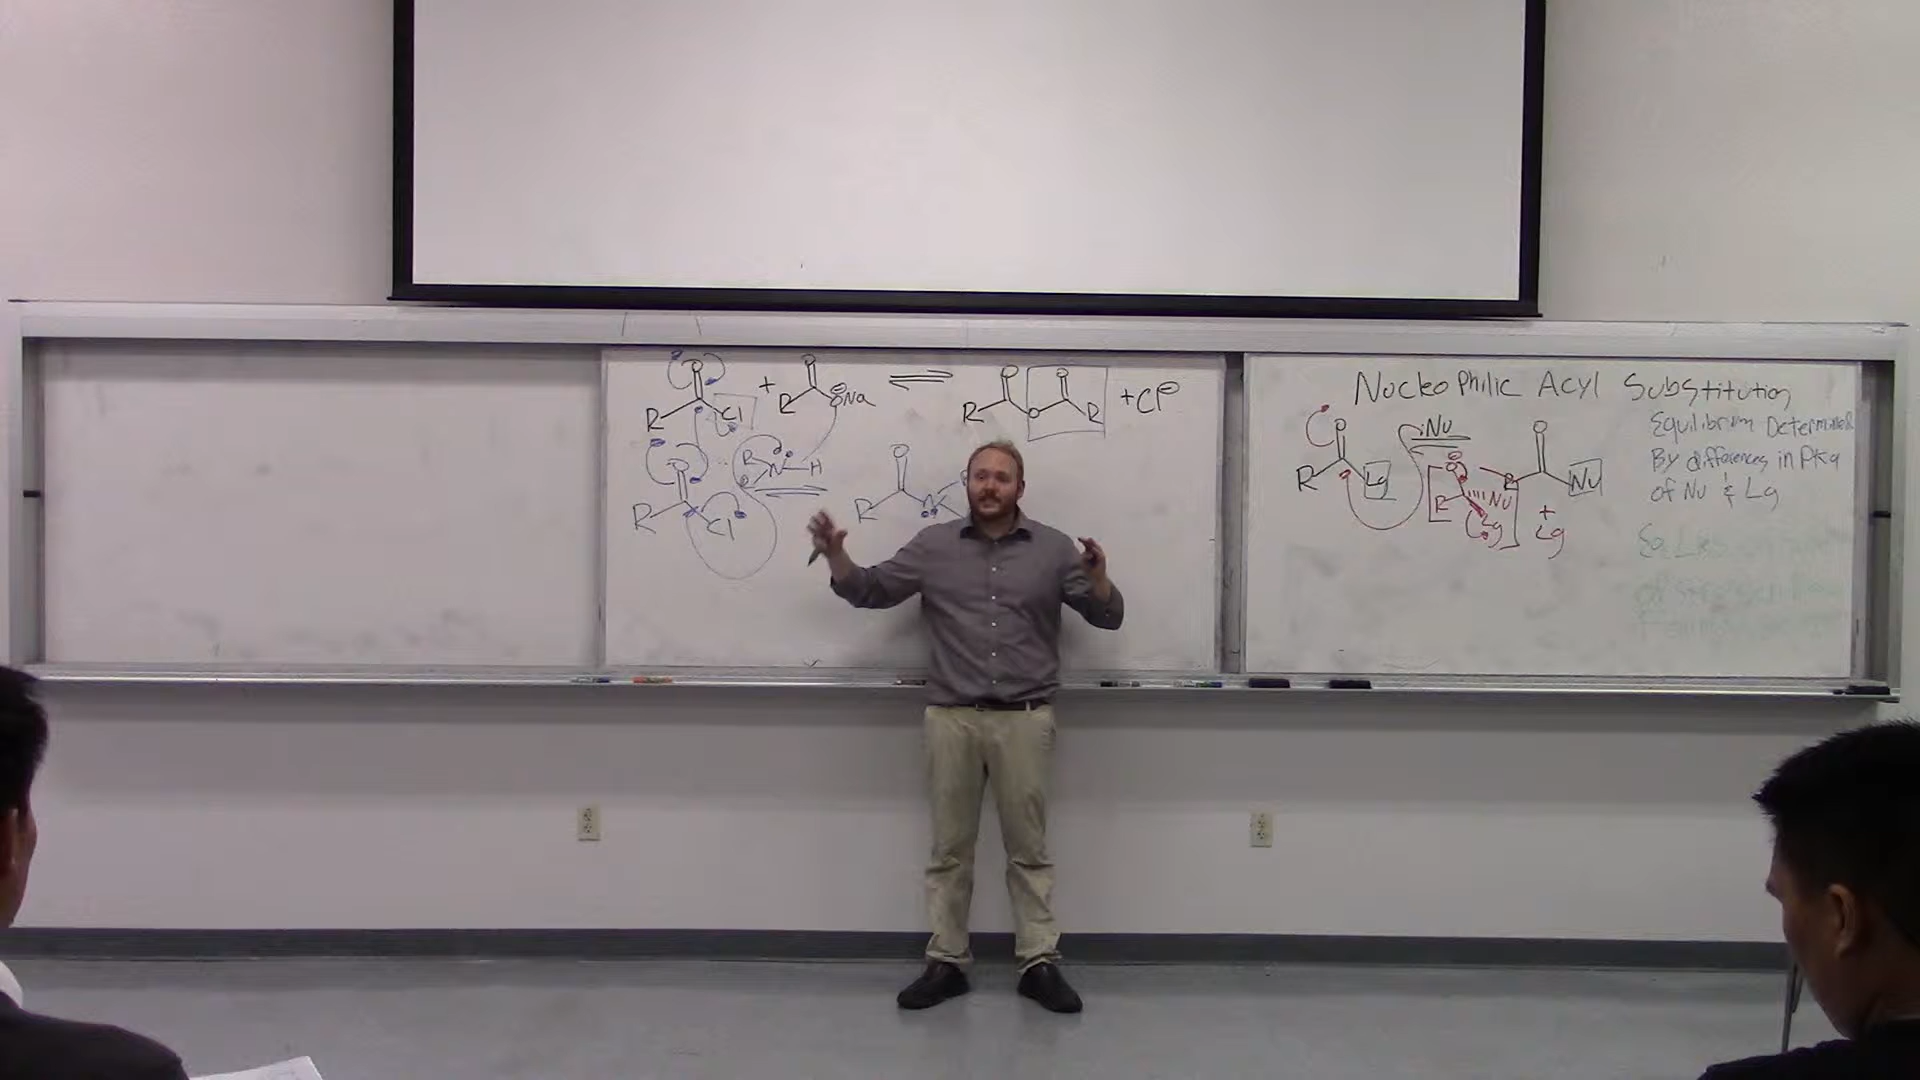 O O O O
R Cl + R ONa ⇌ R O R + Cl⊖
R N H
O O
R Cl ⇌ R N
Nucleophilic Acyl Substitution
O :Nu O
R Lg ⇌ R Nu
O
R Nu
Lg
+
Lg
Equilibrium Determined
By differences in PKa
of Nu & Lg